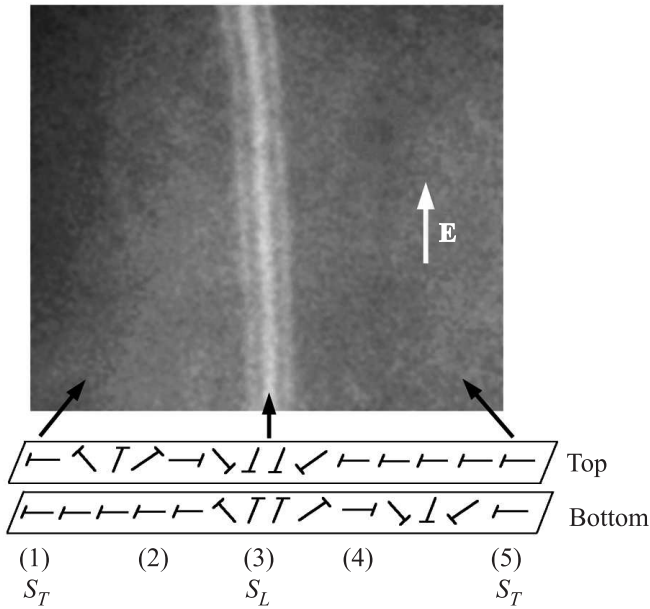 E
Top
Bottom
(1) (2) (3) (4) (5)
S_T S_L S_T